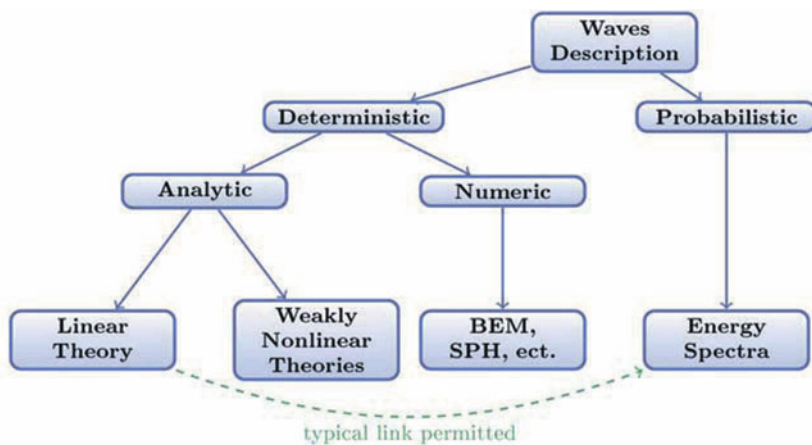 Waves
Description
Deterministic
Probabilistic
Analytic
Numeric
Linear
Theory
Weakly
Nonlinear
Theories
BEM,
SPH, ect.
Energy
Spectra
typical link permitted